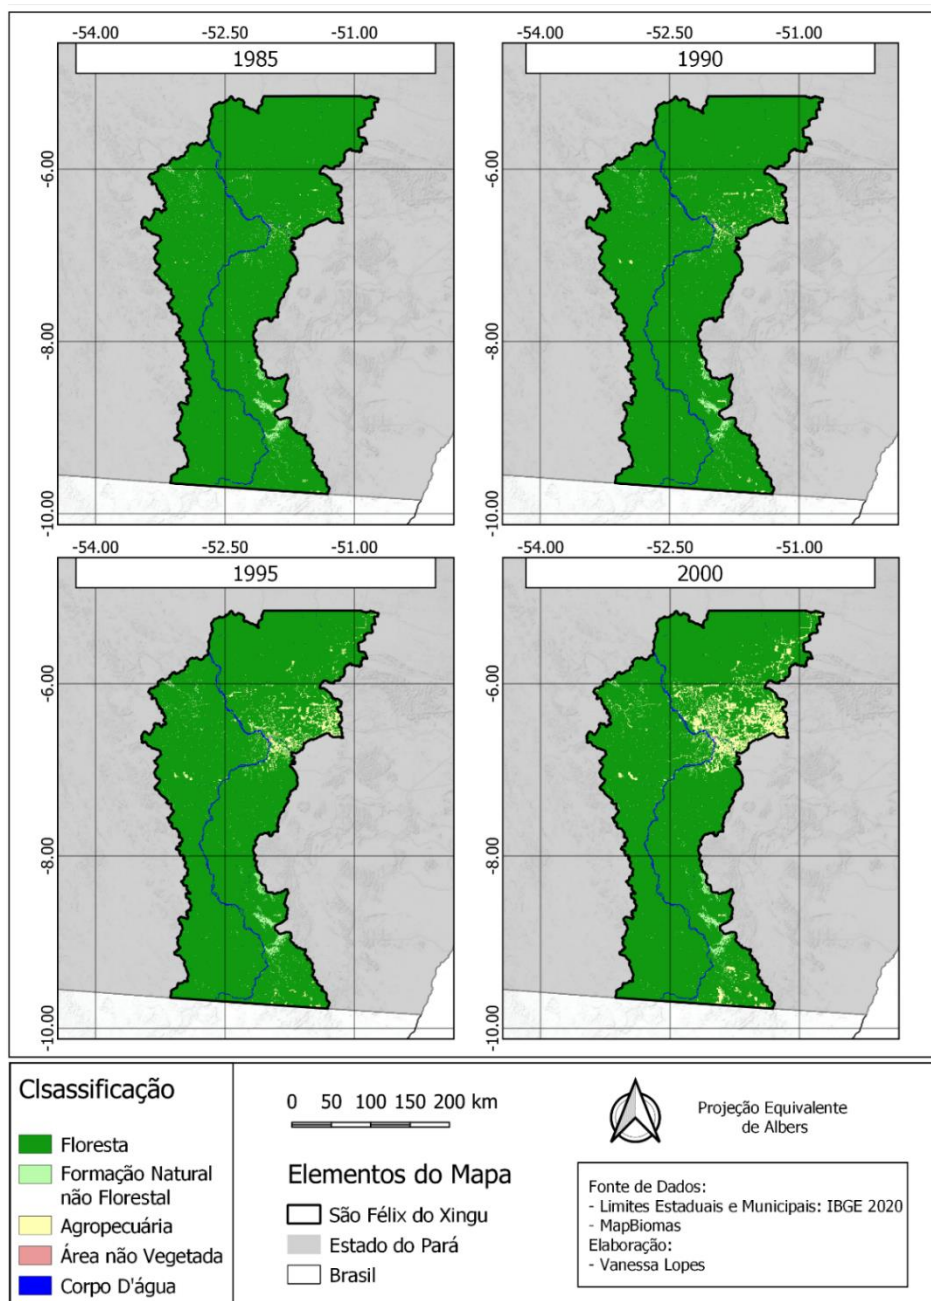 -54.00 -52.50 -51.00
1985
-6.00
-8.00
-10.00
-54.00 -52.50 -51.00
1990
-6.00
-8.00
-10.00
-54.00 -52.50 -51.00
1995
-6.00
-8.00
-10.00
-54.00 -52.50 -51.00
2000
-6.00
-8.00
-10.00
Clsassificação
Floresta
Formação Natural
não Florestal
Agropecuária
Área não Vegetada
Corpo D'água
0 50 100 150 200 km
Elementos do Mapa
São Félix do Xingu
Estado do Pará
Brasil
Projeção Equivalente
de Albers
Fonte de Dados:
- Limites Estaduais e Municipais: IBGE 2020
- MapBiomas
Elaboração:
- Vanessa Lopes